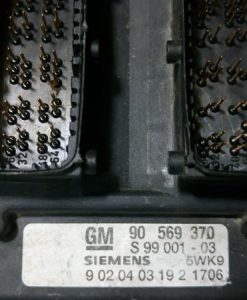 GM 90 569 370
S 99 001 - 03
SIEMENS 5WK9
9 02 04 03 19 2 1706